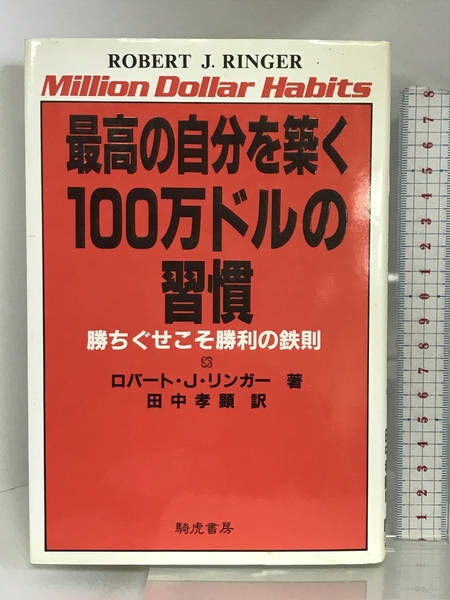 ROBERT J. RINGER
Million Dollar Habits
最高の自分を築く
100万ドルの
習慣
勝ちぐせこそ勝利の鉄則
ロバート・J・リンガー 著
田中孝顕 訳
騎虎書房